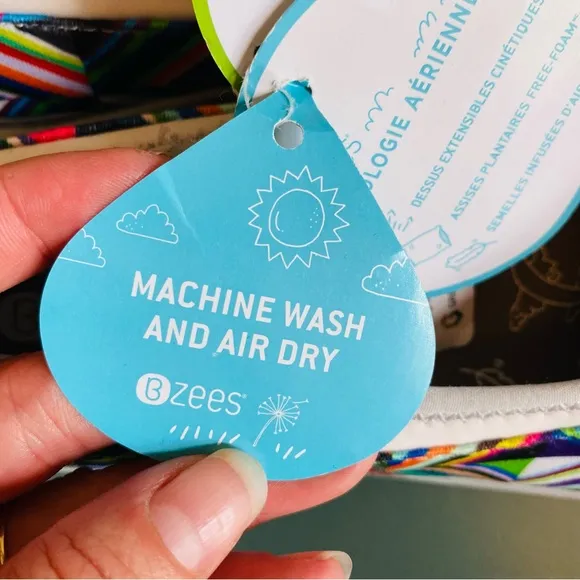 MACHINE WASH
AND AIR DRY
Bzees®
OLOGIE AÉRIENNE
DESSUS EXTENSIBLES CINÉTIQUES
ASSISES PLANTAIRES FREE-FOAM
SEMELLES INFUSÉES D'AI